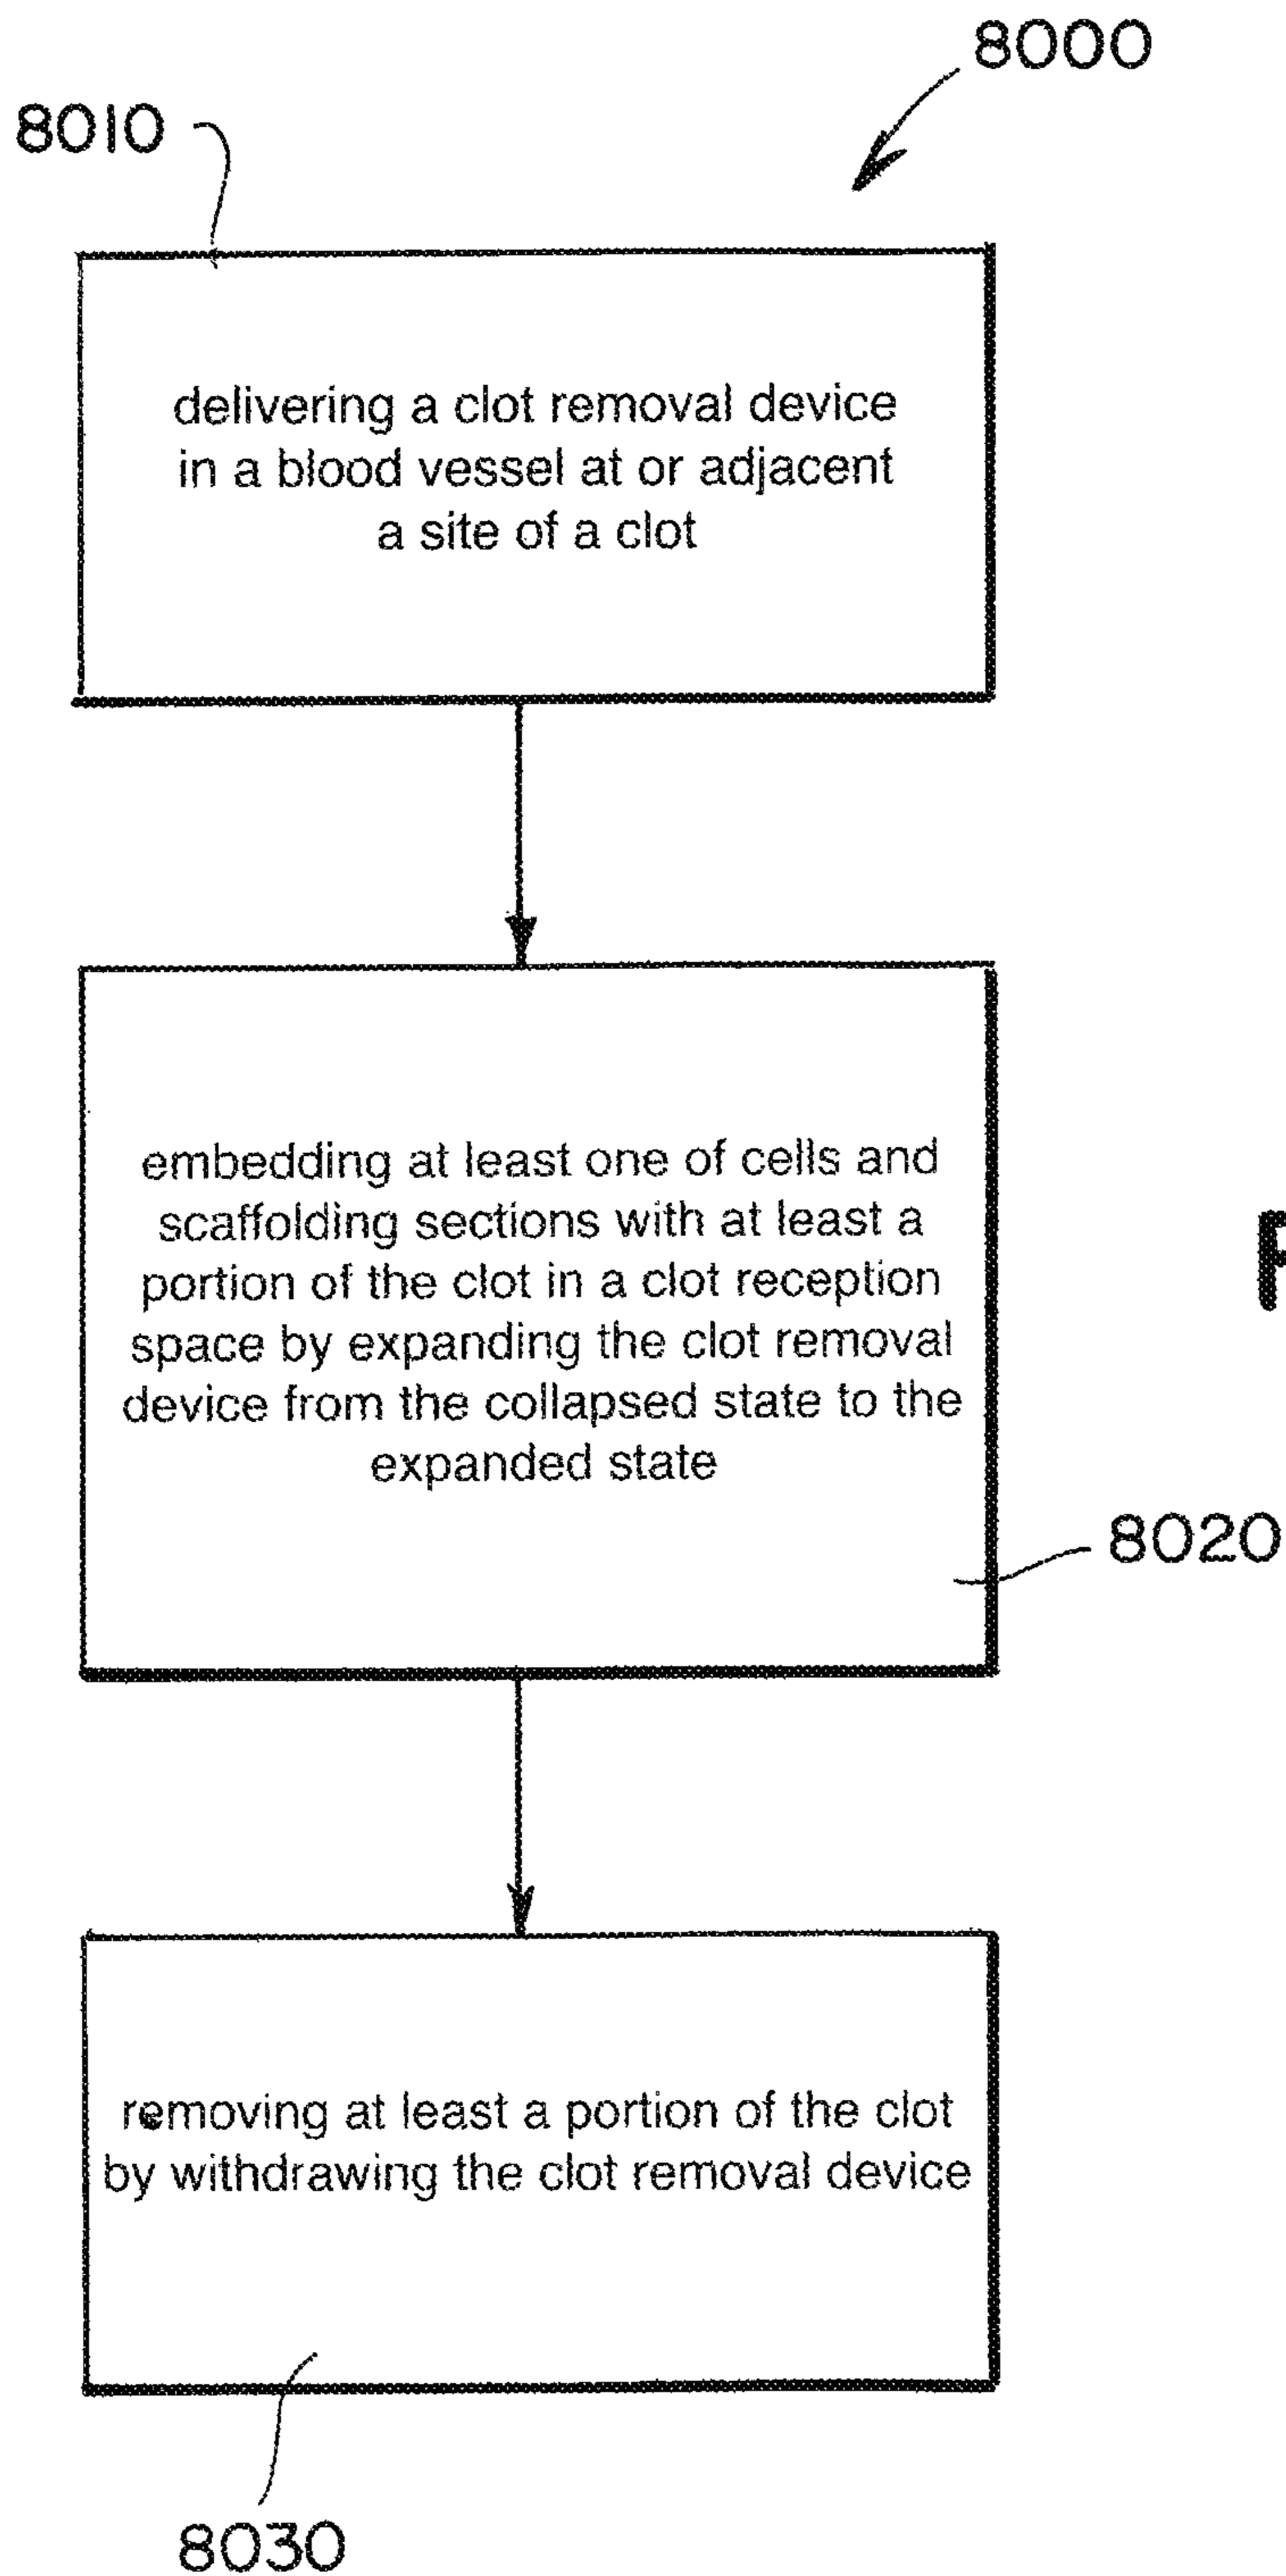 8000
8010
delivering a clot removal device
in a blood vessel at or adjacent
a site of a clot
embedding at least one of cells and
scaffolding sections with at least a
portion of the clot in a clot reception
space by expanding the clot removal
device from the collapsed state to the
expanded state
8020
removing at least a portion of the clot
by withdrawing the clot removal device
8030